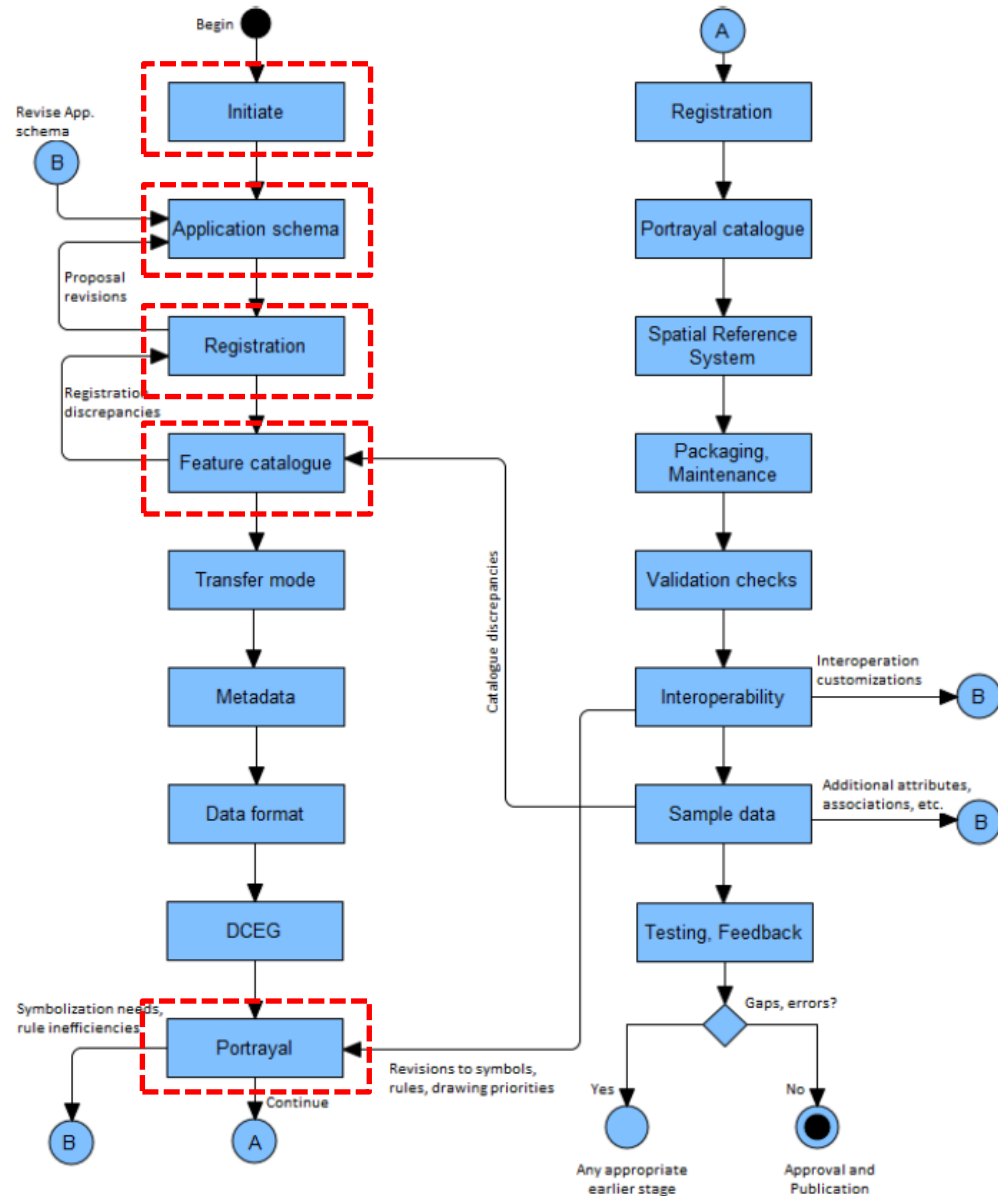 Begin
Initiate
Revise App.
schema
B
Application schema
Proposal
revisions
Registration
Registration
discrepancies
Feature catalogue
Transfer mode
Metadata
Data format
DCEG
Symbolization needs,
rule inefficiencies
Portrayal
Continue
B
A
Catalogue discrepancies
Revisions to symbols,
rules, drawing priorities
A
Registration
Portrayal catalogue
Spatial Reference
System
Packaging,
Maintenance
Validation checks
Interoperability
Interoperation
customizations
B
Sample data
Additional attributes,
associations, etc.
B
Testing, Feedback
Gaps, errors?
Yes
No
Any appropriate
earlier stage
Approval and
Publication